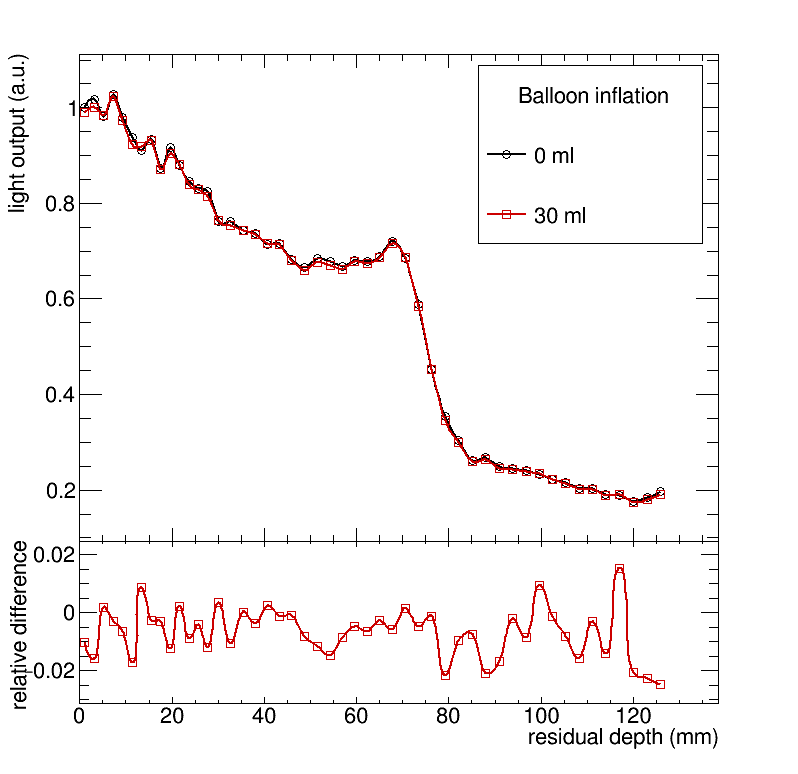 light output (a.u.)
1
0.8
0.6
0.4
0.2
Balloon inflation
0 ml
30 ml
relative difference
0.02
0
-0.02
0 20 40 60 80 100 120
residual depth (mm)